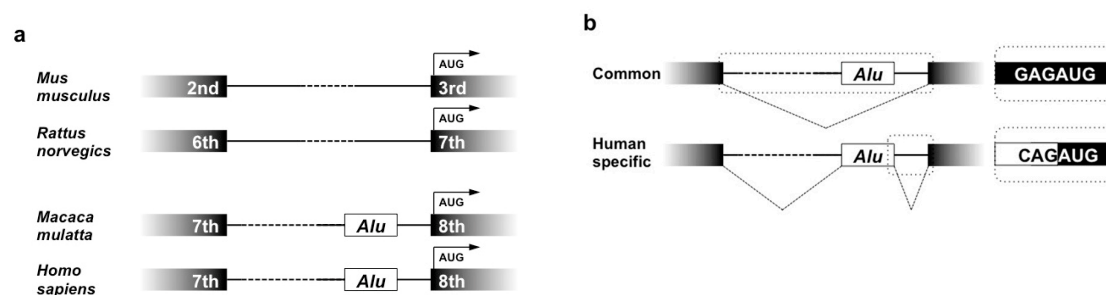 a
AUG
Mus
musculus
2nd
3rd
AUG
Rattus
norvegics
6th
7th
AUG
Macaca
mulatta
7th
Alu
8th
AUG
Homo
sapiens
7th
Alu
8th
b
Common
Alu
GAGAUG
Human
specific
Alu
CAGAUG